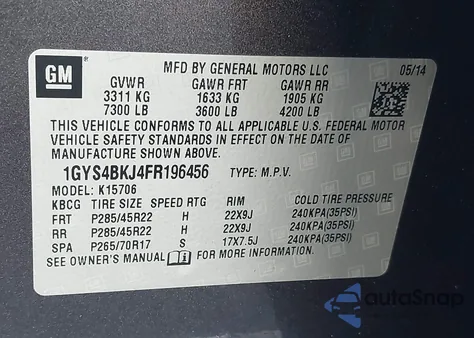 GM
MFD BY GENERAL MOTORS LLC 05/14
GVWR GAWR FRT GAWR RR
3311 KG 1633 KG 1905 KG
7300 LB 3600 LB 4200 LB
THIS VEHICLE CONFORMS TO ALL APPLICABLE U.S. FEDERAL MOTOR
VEHICLE SAFETY STANDARDS IN EFFECT ON THE DATE OF
MANUFACTURE SHOWN ABOVE.
1GYS4BKJ4FR196456 TYPE: M.P.V.
MODEL: K15706
KBCG TIRE SIZE SPEED RTG RIM COLD TIRE PRESSURE
FRT P285/45R22 H 22X9J 240KPA(35PSI)
RR P285/45R22 H 22X9J 240KPA(35PSI)
SPA P265/70R17 S 17X7.5J 240KPA(35PSI)
SEE OWNER'S MANUAL FOR MORE INFORMATION.
autoSnap